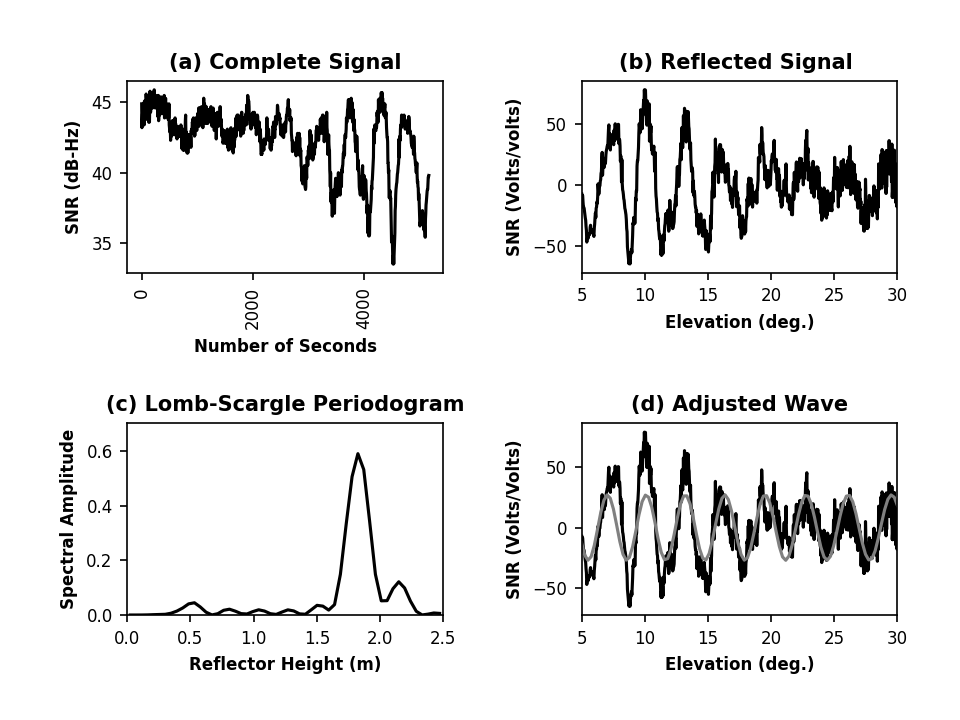 (a) Complete Signal
SNR (dB-Hz)
45
40
35
0
2000
4000
Number of Seconds
(b) Reflected Signal
SNR (Volts/volts)
50
0
−50
5 10 15 20 25 30
Elevation (deg.)
(c) Lomb-Scargle Periodogram
Spectral Amplitude
0.6
0.4
0.2
0.0
0.0 0.5 1.0 1.5 2.0 2.5
Reflector Height (m)
(d) Adjusted Wave
SNR (Volts/Volts)
50
0
−50
5 10 15 20 25 30
Elevation (deg.)